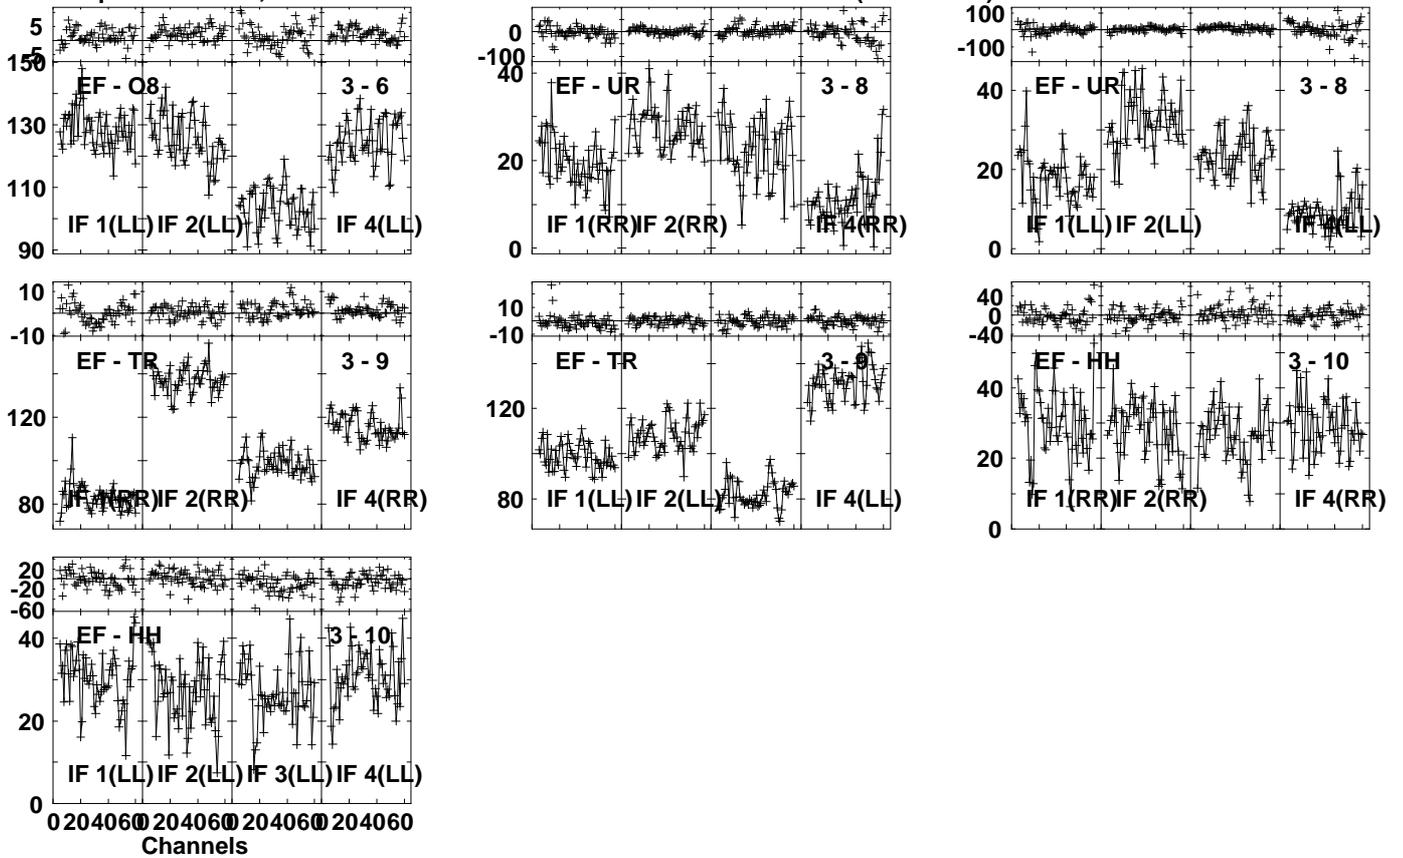 5
-5
150
130
110
90
EF - O8
3 - 6
IF 1(LL)
IF 2(LL)
IF 4(LL)
0
-100
40
20
0
EF - UR
3 - 8
IF 1(RR)
IF 2(RR)
IF 4(RR)
100
-100
40
20
0
EF - UR
3 - 8
IF 1(LL)
IF 2(LL)
IF 4(LL)
10
-10
120
80
EF - TR
3 - 9
IF 1(RR)
IF 2(RR)
IF 4(RR)
10
-10
120
80
EF - TR
3 - 9
IF 1(LL)
IF 2(LL)
IF 4(LL)
40
0
-40
40
20
0
EF - HH
3 - 10
IF 1(RR)
IF 2(RR)
IF 4(RR)
20
-20
-60
40
20
0
EF - HH
3 - 10
IF 1(LL)
IF 2(LL)
IF 3(LL)
IF 4(LL)
0 20 40 60 0 20 40 60 0 20 40 60 0 20 40 60
Channels